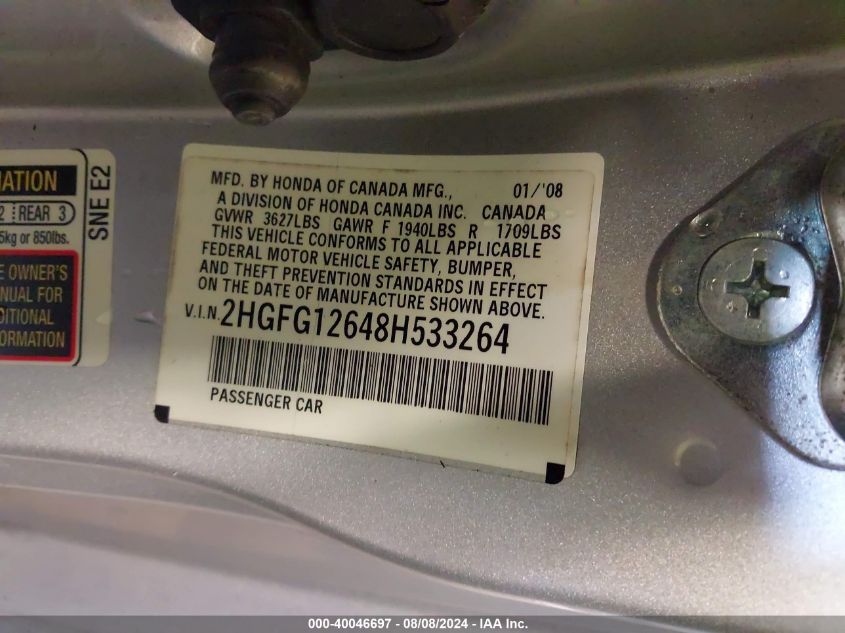 MATION
2 REAR 3
5kg or 850lbs.
E OWNER'S
NUAL FOR
DITIONAL
FORMATION
SNE E2
MFD. BY HONDA OF CANADA MFG., 01/'08
A DIVISION OF HONDA CANADA INC. CANADA
GVWR 3627LBS GAWR F 1940LBS R 1709LBS
THIS VEHICLE CONFORMS TO ALL APPLICABLE
FEDERAL MOTOR VEHICLE SAFETY, BUMPER,
AND THEFT PREVENTION STANDARDS IN EFFECT
ON THE DATE OF MANUFACTURE SHOWN ABOVE.
V.I.N. 2HGFG12648H533264
PASSENGER CAR
000-40046697 - 08/08/2024 - IAA Inc.